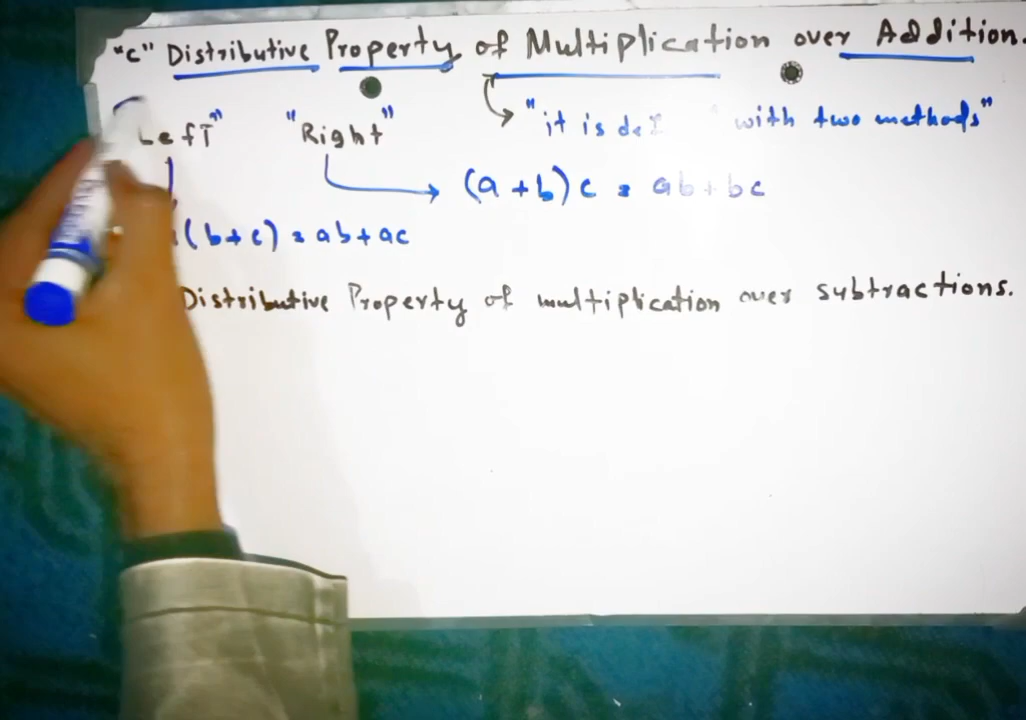 "c" Distributive Property of Multiplication over Addition.
Left" "Right" "it is with two methods"
(a + b) c = ab + bc
(b+c) = ab+ac
Distributive Property of multiplication over subtractions.